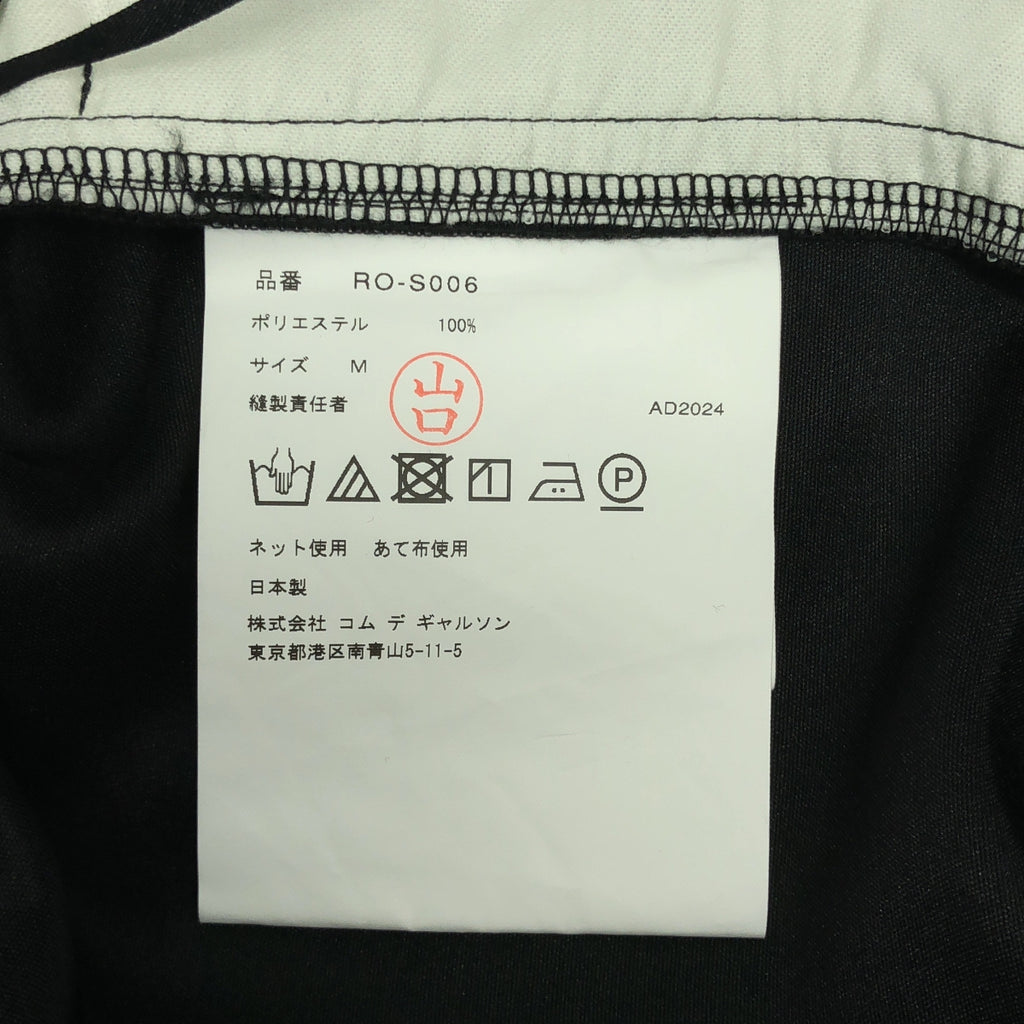 品番 RO-S006
ポリエステル 100%
サイズ M
縫製責任者 山口
AD2024
P
ネット使用 あて布使用
日本製
株式会社 コム デ ギャルソン
東京都港区南青山5-11-5